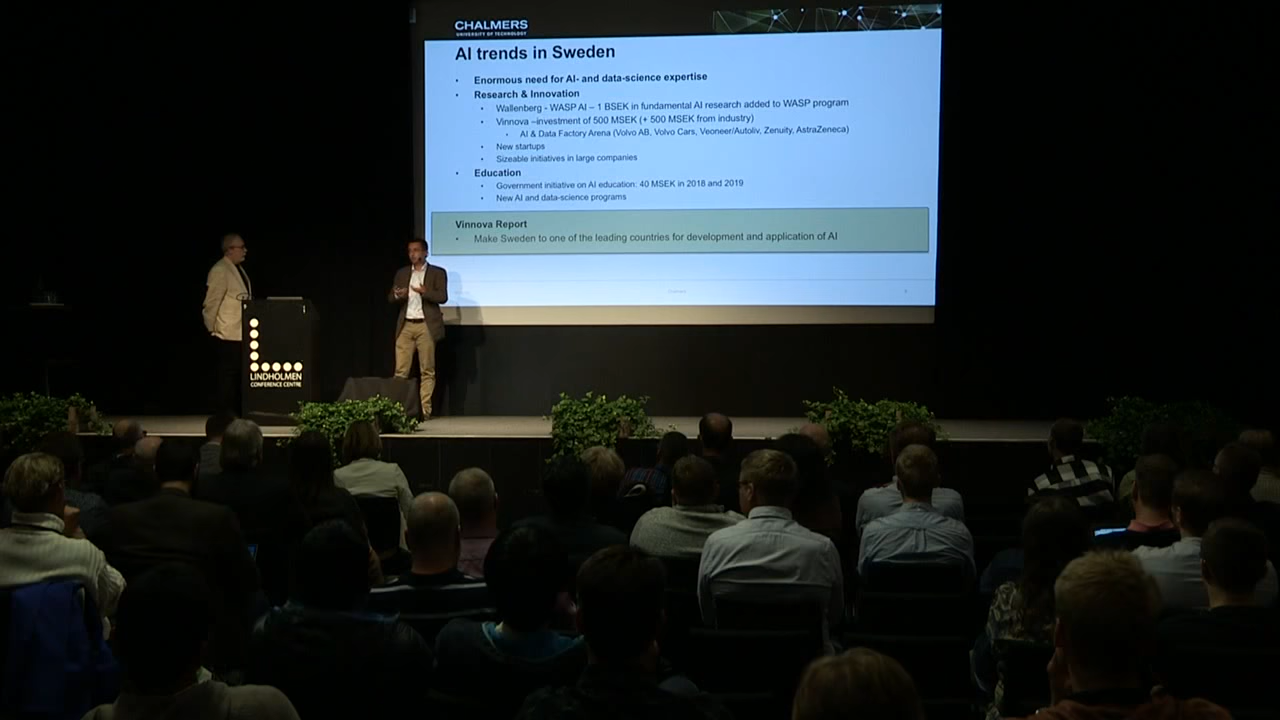 CHALMERS
UNIVERSITY OF TECHNOLOGY
AI trends in Sweden
• Enormous need for AI- and data-science expertise
• Research & Innovation
• Wallenberg - WASP AI – 1 BSEK in fundamental AI research added to WASP program
• Vinnova –investment of 500 MSEK (+ 500 MSEK from industry)
• AI & Data Factory Arena (Volvo AB, Volvo Cars, Veoneer/Autoliv, Zenuity, AstraZeneca)
• New startups
• Sizeable initiatives in large companies
• Education
• Government initiative on AI education: 40 MSEK in 2018 and 2019
• New AI and data-science programs
Vinnova Report
• Make Sweden to one of the leading countries for development and application of AI
LINDHOLMEN
CONFERENCE CENTRE